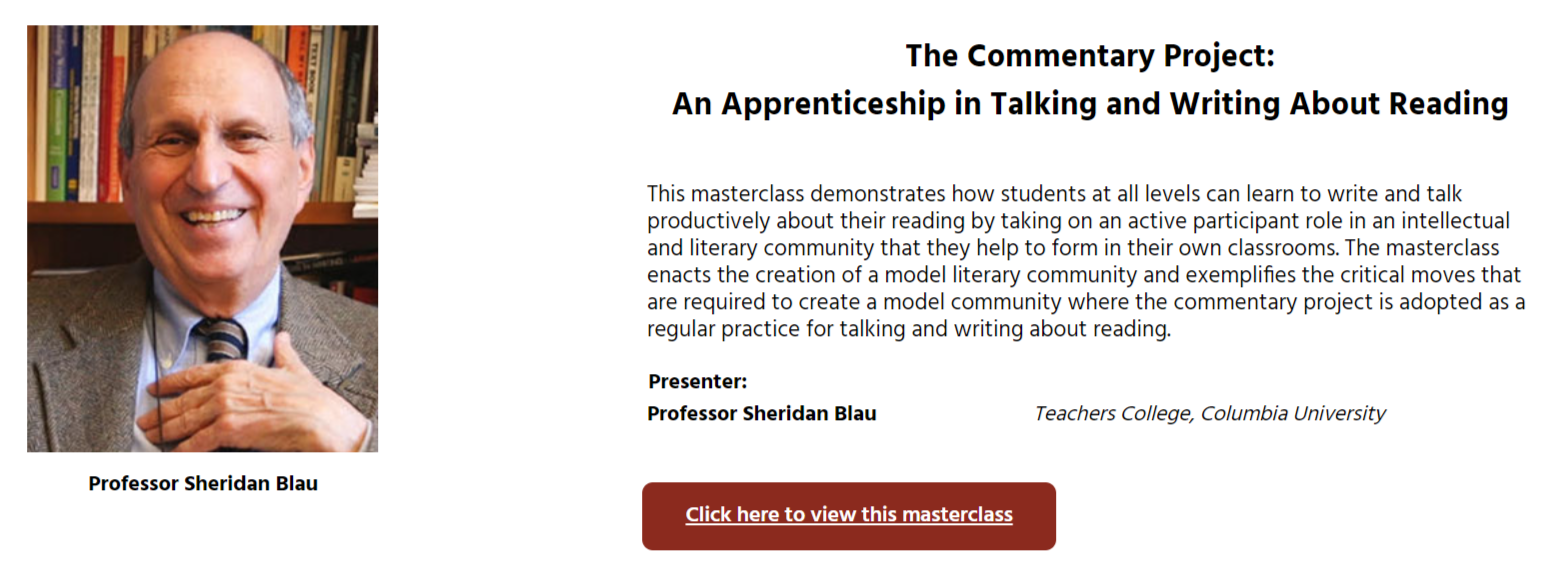 The Commentary Project:
An Apprenticeship in Talking and Writing About Reading
This masterclass demonstrates how students at all levels can learn to write and talk
productively about their reading by taking on an active participant role in an intellectual
and literary community that they help to form in their own classrooms. The masterclass
enacts the creation of a model literary community and exemplifies the critical moves that
are required to create a model community where the commentary project is adopted as a
regular practice for talking and writing about reading.
Presenter:
Professor Sheridan Blau Teachers College, Columbia University
Professor Sheridan Blau
Click here to view this masterclass